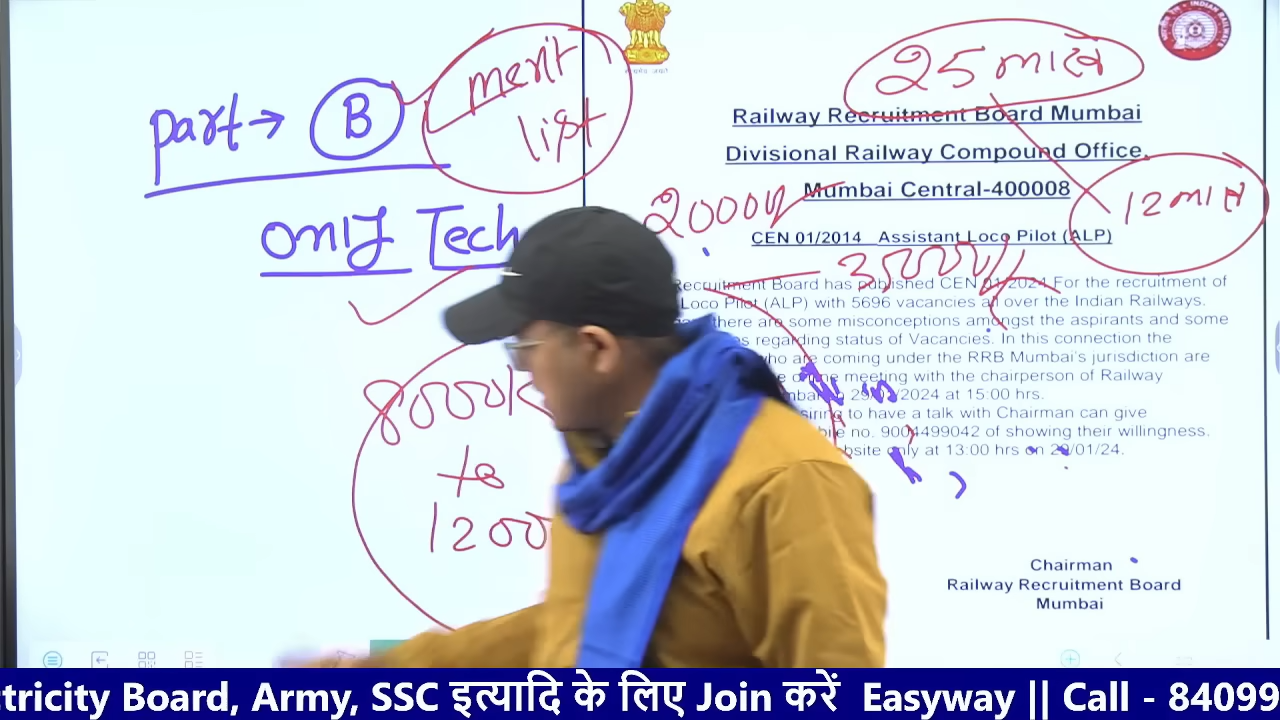 part → B
merit
list
only Tech
8000/
to
1200
25 लाख
Railway Recruitment Board Mumbai
Divisional Railway Compound Office,
12 लाख
Mumbai Central-400008
20000/
CEN 01/2014 Assistant Loco Pilot (ALP)
Recruitment Board has published CEN 01/2024 For the recruitment of
Loco Pilot (ALP) with 5696 vacancies all over the Indian Railways.
there are some misconceptions amongst the aspirants and some
regarding status of Vacancies. In this connection the
who are coming under the RRB Mumbai's jurisdiction are
meeting with the chairperson of Railway
/2024 at 15:00 hrs.
to have a talk with Chairman can give
no. 9004499042 of showing their willingness.
only at 13:00 hrs on /01/24.
Chairman
Railway Recruitment Board
Mumbai
ctricity Board, Army, SSC इत्यादि के लिए Join करें Easyway || Call - 84099